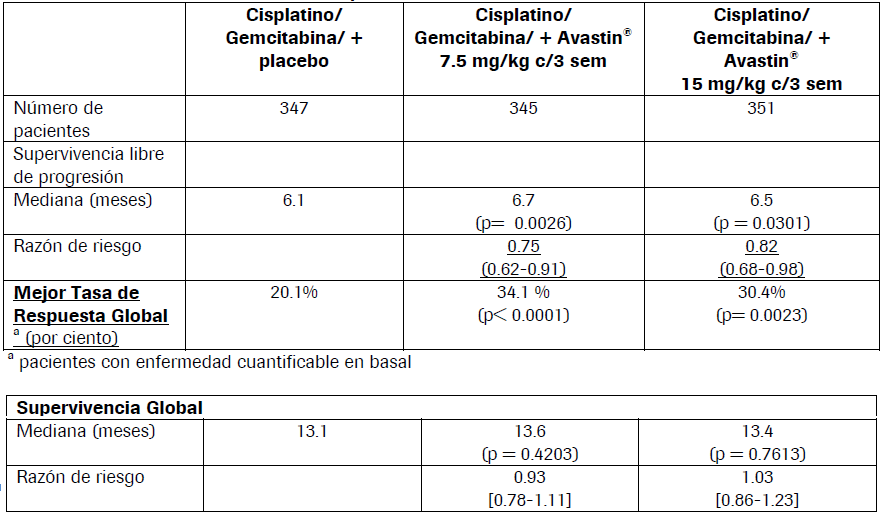 Cisplatino/ Gemcitabina/ + placebo
Cisplatino/ Gemcitabina/ + Avastin® 7.5 mg/kg c/3 sem
Cisplatino/ Gemcitabina/ + Avastin® 15 mg/kg c/3 sem
Número de pacientes 347 345 351
Supervivencia libre de progresión
Mediana (meses) 6.1 6.7 (p= 0.0026) 6.5 (p = 0.0301)
Razón de riesgo 0.75 (0.62-0.91) 0.82 (0.68-0.98)
Mejor Tasa de Respuesta Global a (por ciento) 20.1% 34.1 % (p< 0.0001) 30.4% (p= 0.0023)
a pacientes con enfermedad cuantificable en basal
Supervivencia Global
Mediana (meses) 13.1 13.6 (p = 0.4203) 13.4 (p = 0.7613)
Razón de riesgo 0.93 [0.78-1.11] 1.03 [0.86-1.23]